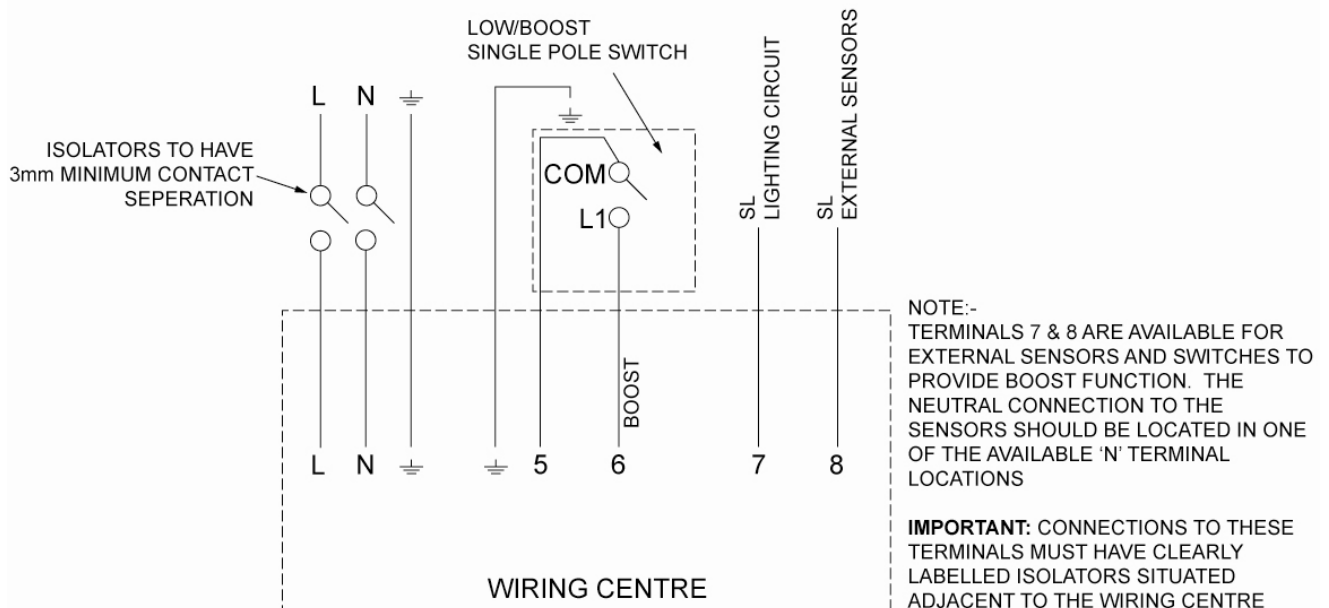 LOW/BOOST
SINGLE POLE SWITCH
L N
ISOLATORS TO HAVE
3mm MINIMUM CONTACT
SEPERATION
COM
L1
SL
LIGHTING CIRCUIT
SL
EXTERNAL SENSORS
BOOST
L N 5 6 7 8
WIRING CENTRE
NOTE:-
TERMINALS 7 & 8 ARE AVAILABLE FOR
EXTERNAL SENSORS AND SWITCHES TO
PROVIDE BOOST FUNCTION. THE
NEUTRAL CONNECTION TO THE
SENSORS SHOULD BE LOCATED IN ONE
OF THE AVAILABLE ‘N’ TERMINAL
LOCATIONS
IMPORTANT: CONNECTIONS TO THESE
TERMINALS MUST HAVE CLEARLY
LABELLED ISOLATORS SITUATED
ADJACENT TO THE WIRING CENTRE